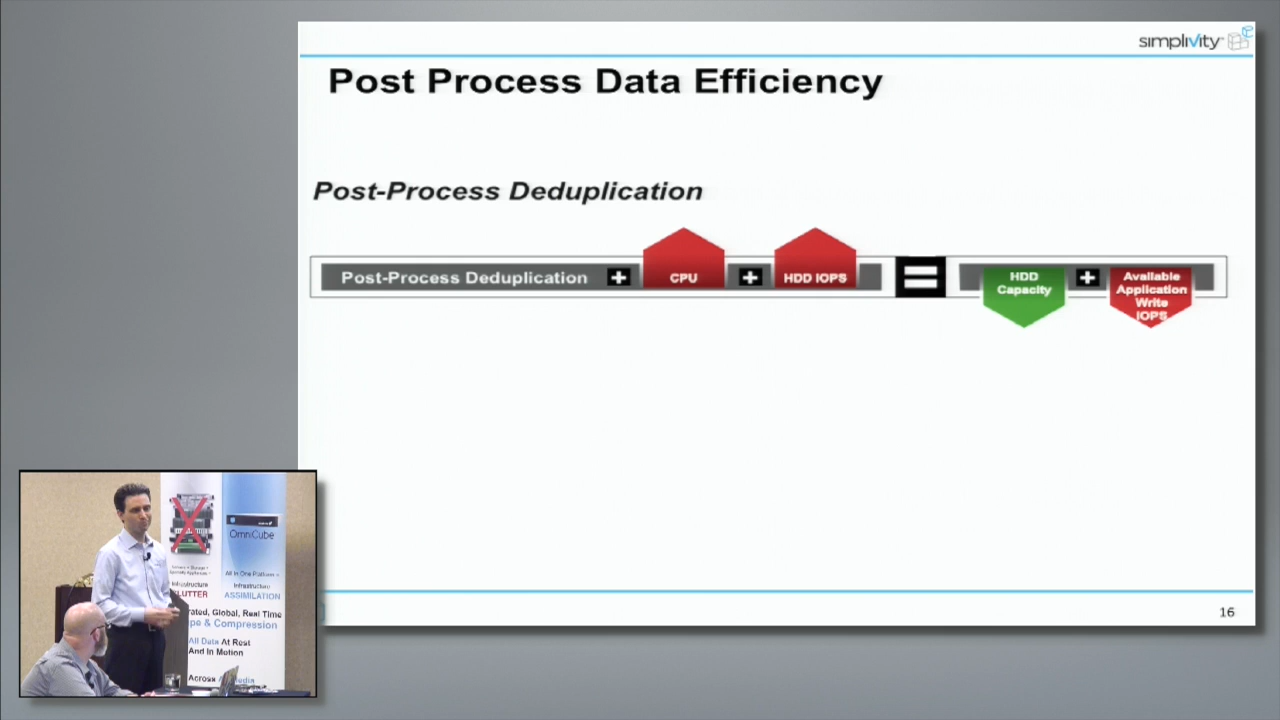 simplivity
Post Process Data Efficiency
Post-Process Deduplication
Post-Process Deduplication + CPU + HDD IOPS = HDD Capacity + Available Application Write IOPS
16
OmniCube
All In One Platform
Infrastructure
Infrastructure
ASSIMILATION
rated, Global, Real Time
pe & Compression
All Data At Rest
And In Motion
Across